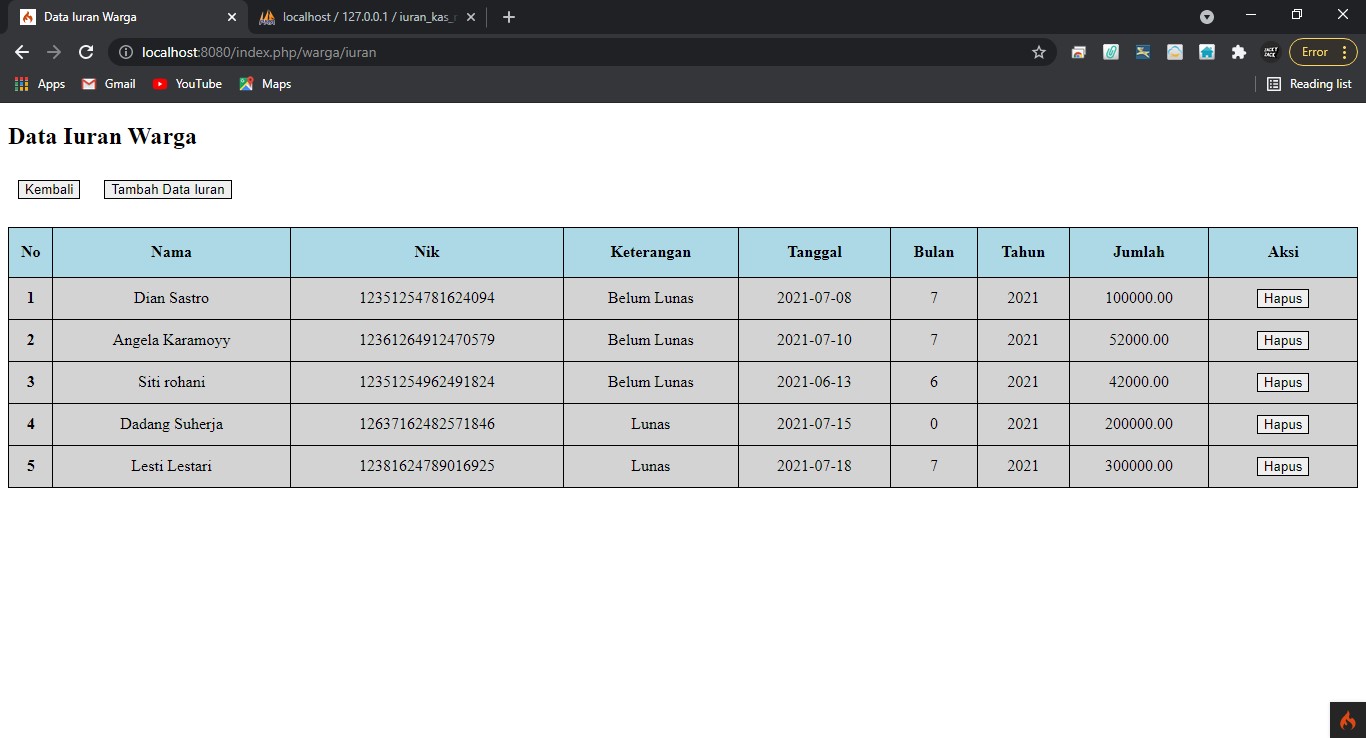 Data Iuran Warga
localhost / 127.0.0.1 / iuran_kas_
localhost:8080/index.php/warga/iuran
Error
Apps Gmail YouTube Maps Reading list
Data Iuran Warga
Kembali Tambah Data Iuran
No Nama Nik Keterangan Tanggal Bulan Tahun Jumlah Aksi
1 Dian Sastro 12351254781624094 Belum Lunas 2021-07-08 7 2021 100000.00 Hapus
2 Angela Karamoyy 12361264912470579 Belum Lunas 2021-07-10 7 2021 52000.00 Hapus
3 Siti rohani 12351254962491824 Belum Lunas 2021-06-13 6 2021 42000.00 Hapus
4 Dadang Suherja 12637162482571846 Lunas 2021-07-15 0 2021 200000.00 Hapus
5 Lesti Lestari 12381624789016925 Lunas 2021-07-18 7 2021 300000.00 Hapus